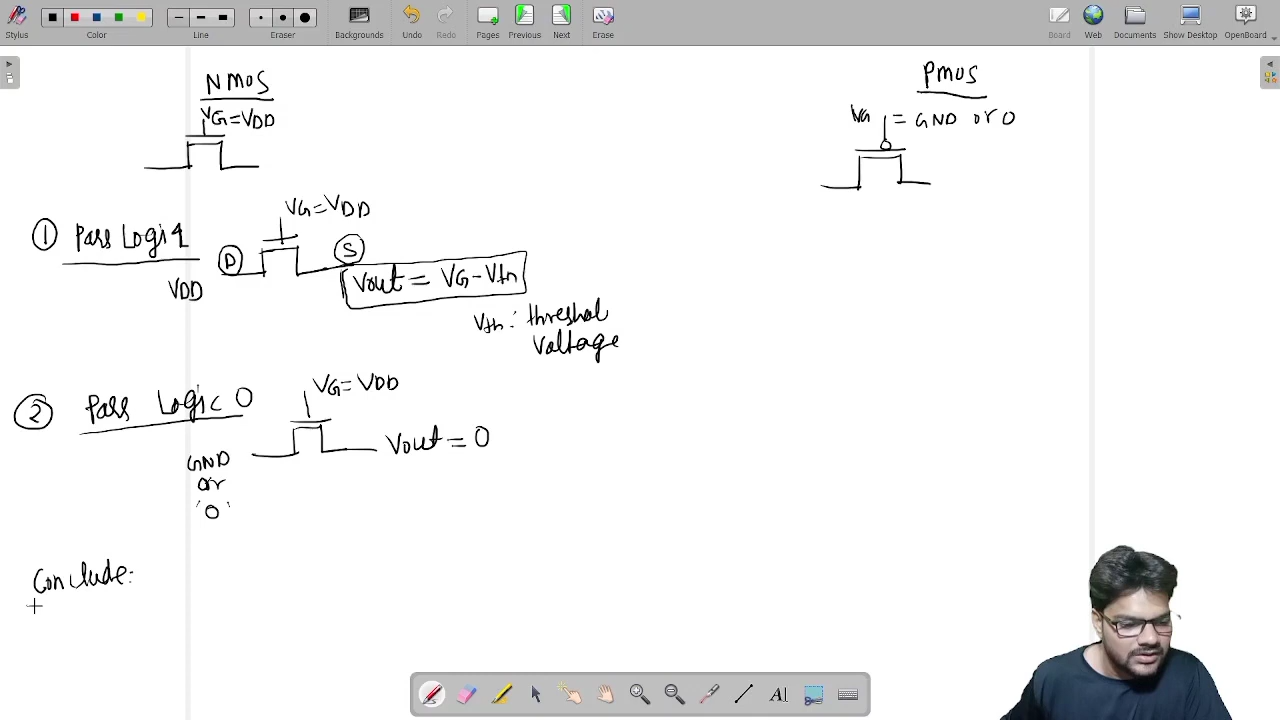 Stylus
Color
Line
Eraser
Backgrounds
Undo
Redo
Pages
Previous
Next
Erase
Board
Web
Documents
Show Desktop
OpenBoard
NMOS
VG=VDD
PMOS
VG = GND or 0
① Pass Logic 1
VG=VDD
D
S
VDD
Vout = VG-Vtn
Vth : threshol
voltage
② Pass Logic 0
VG=VDD
Vout = 0
GND
or
'0'
Conclude:
AI